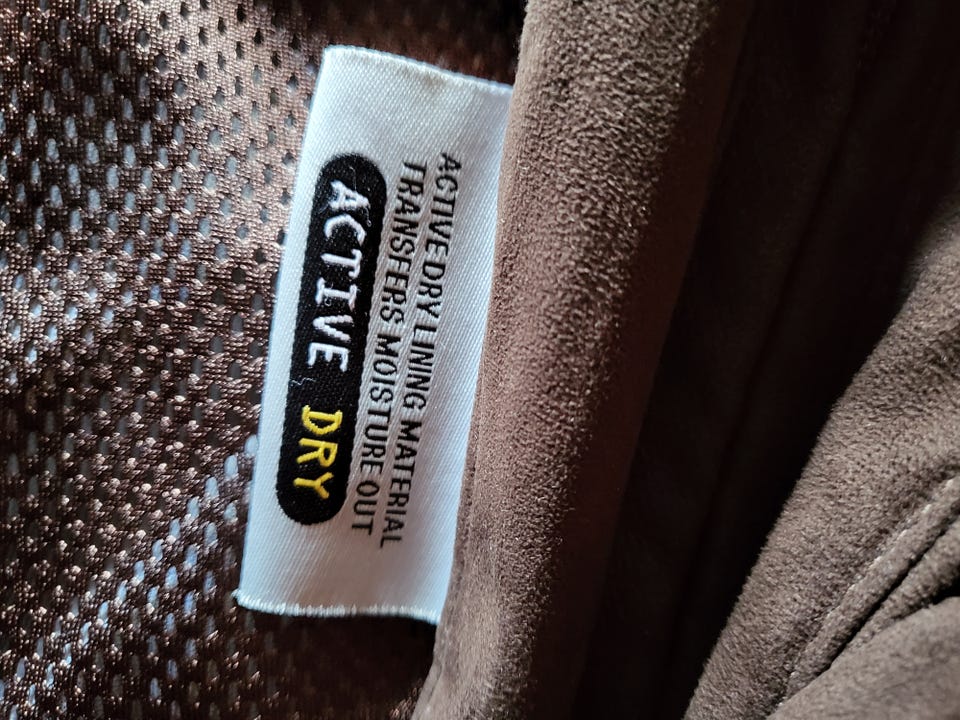 ACTIVE DRY LINING MATERIAL
TRANSFERS MOISTURE OUT
ACTIVE DRY